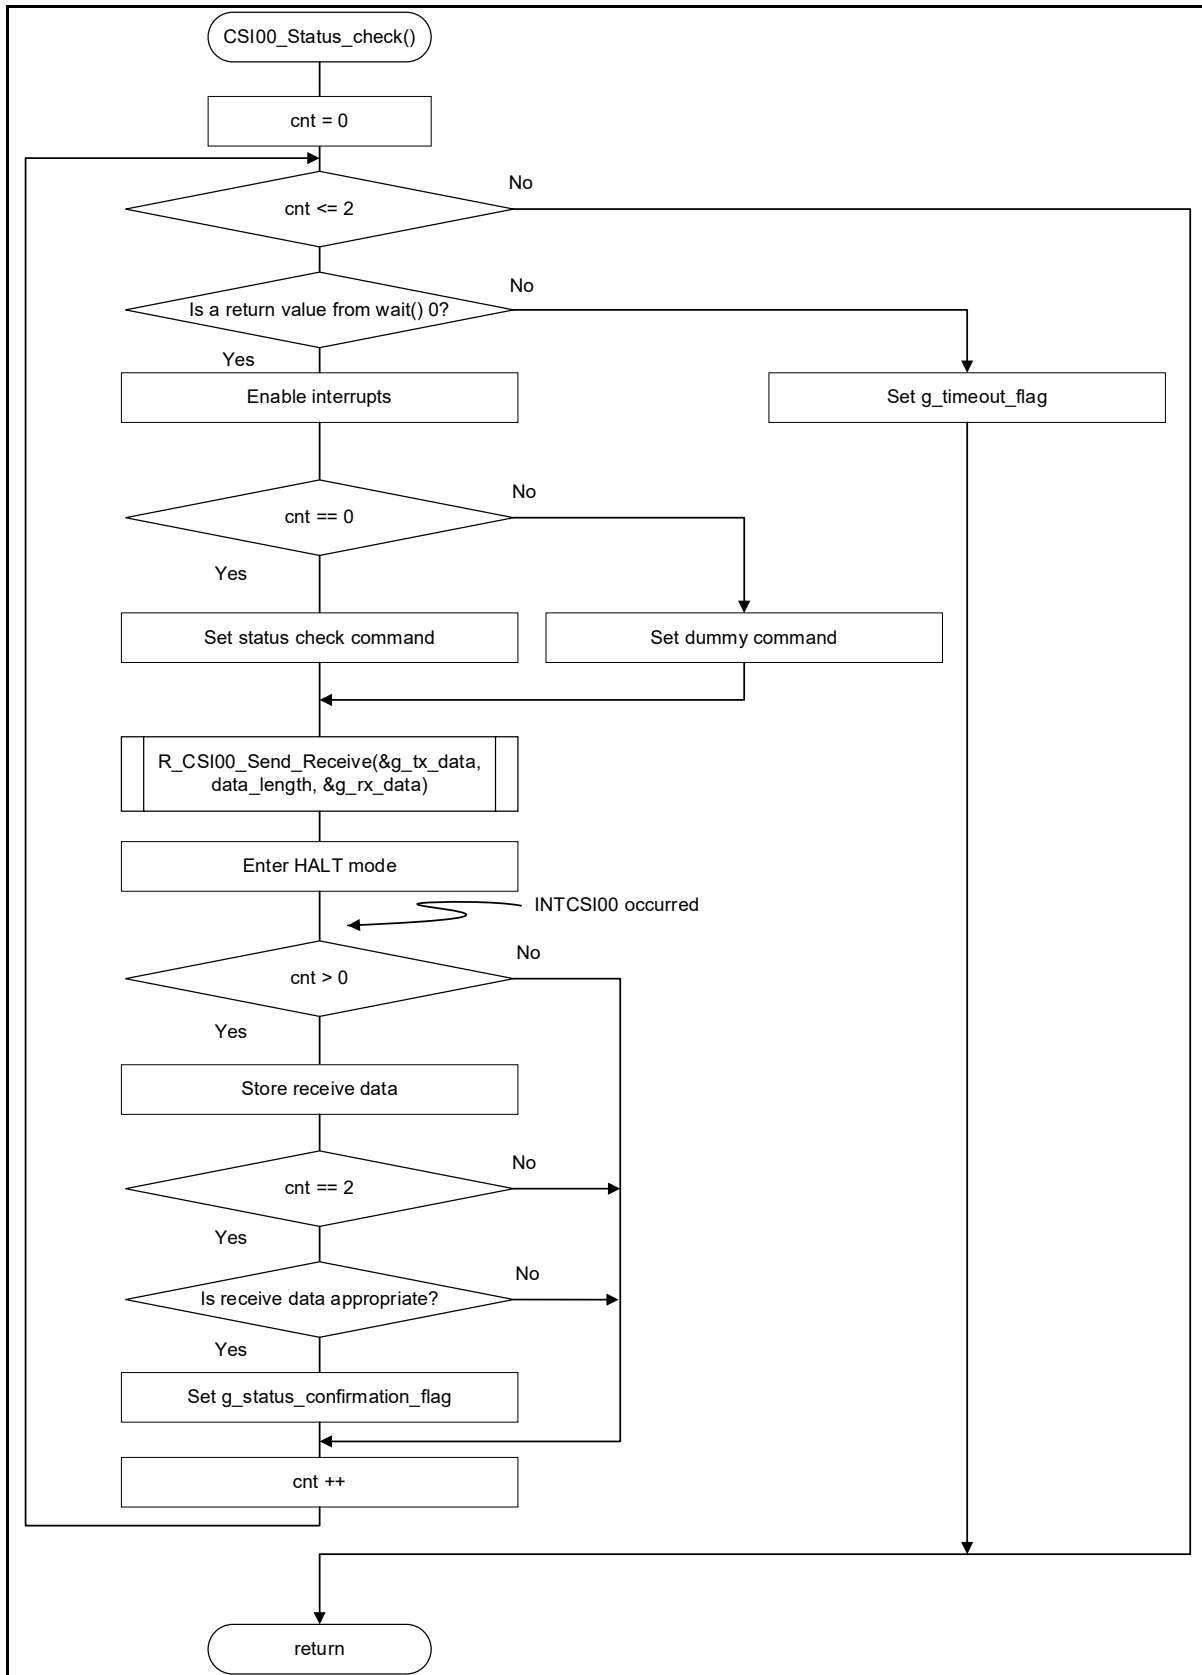 CSI00_Status_check()
cnt = 0
No
cnt <= 2
No
Is a return value from wait() 0?
Yes
Enable interrupts
Set g_timeout_flag
No
cnt == 0
Yes
Set status check command
Set dummy command
R_CSI00_Send_Receive(&g_tx_data,
data_length, &g_rx_data)
Enter HALT mode
INTCSI00 occurred
No
cnt > 0
Yes
Store receive data
No
cnt == 2
Yes
No
Is receive data appropriate?
Yes
Set g_status_confirmation_flag
cnt ++
return